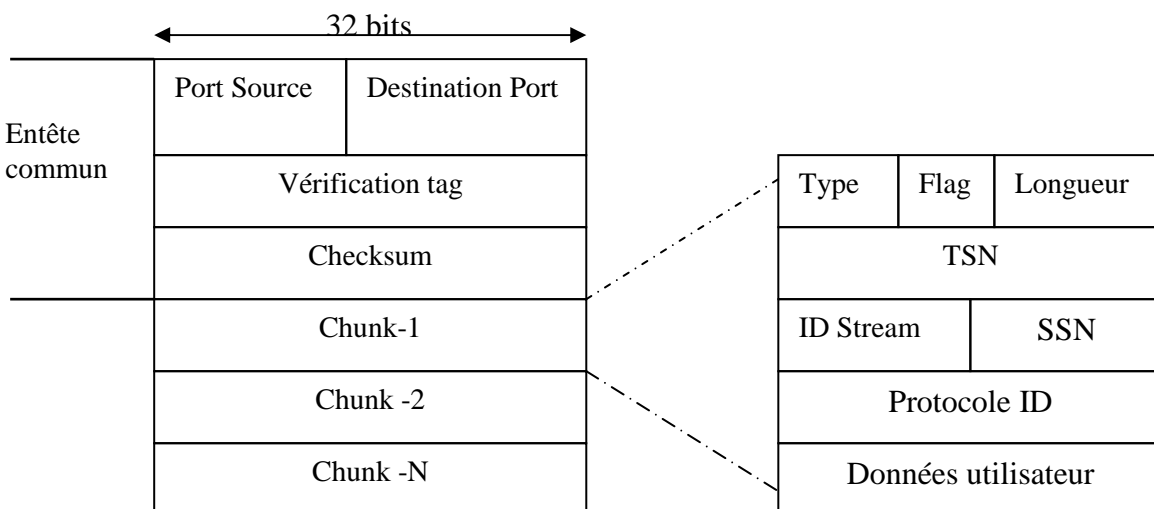 32 bits
Port Source
Destination Port
Entête
commun
Vérification tag
Checksum
Chunk-1
Chunk -2
Chunk -N
Type
Flag
Longueur
TSN
ID Stream
SSN
Protocole ID
Données utilisateur